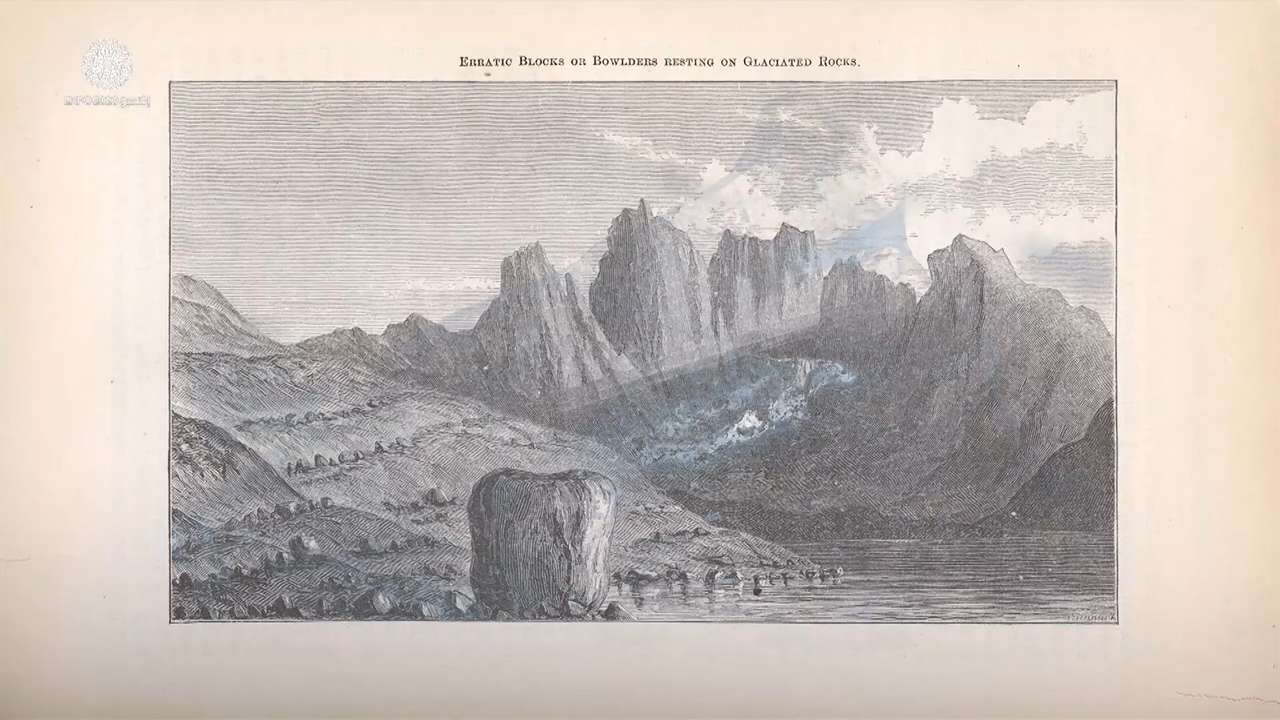 ERRATIC BLOCKS OR BOWLDERS RESTING ON GLACIATED ROCKS.